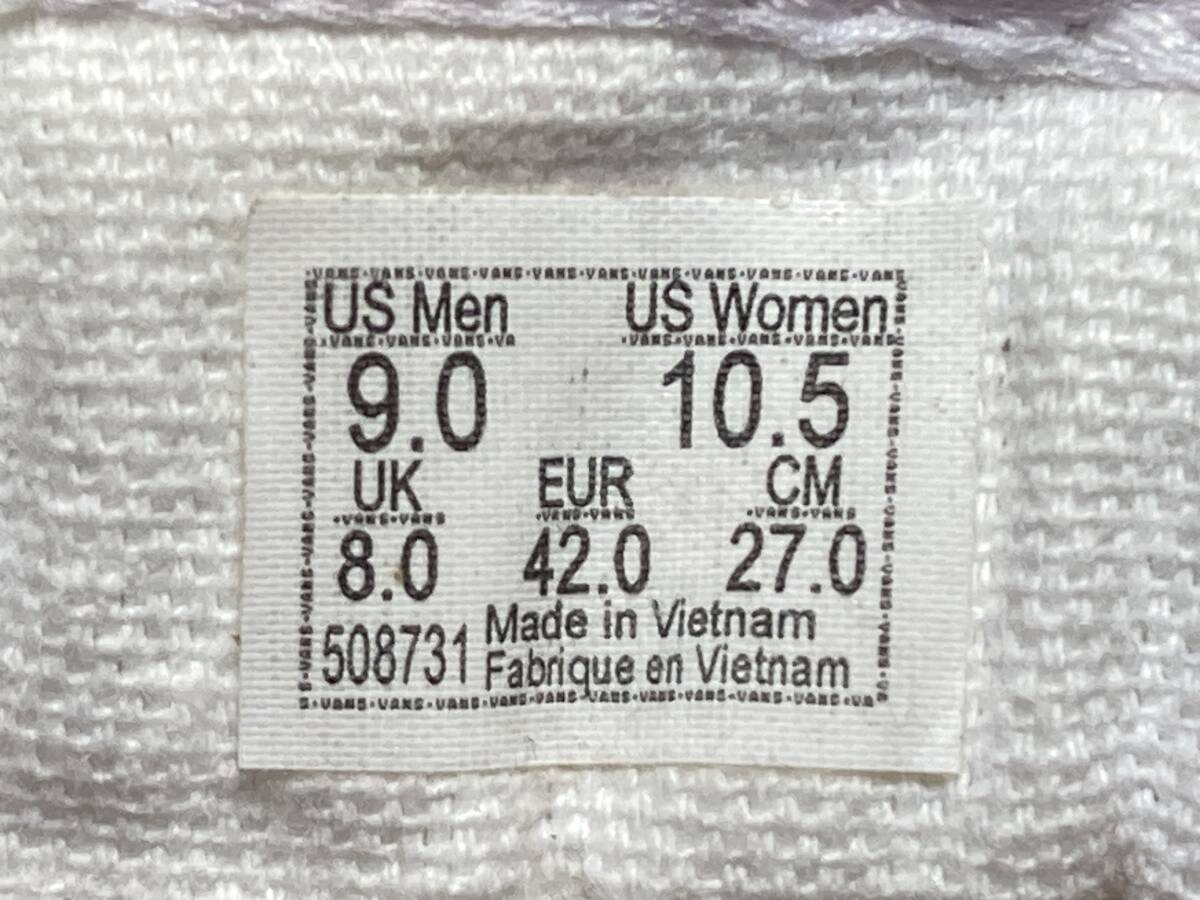 US Men US Women
9.0 10.5
UK EUR CM
8.0 42.0 27.0
508731 Made in Vietnam
Fabrique en Vietnam